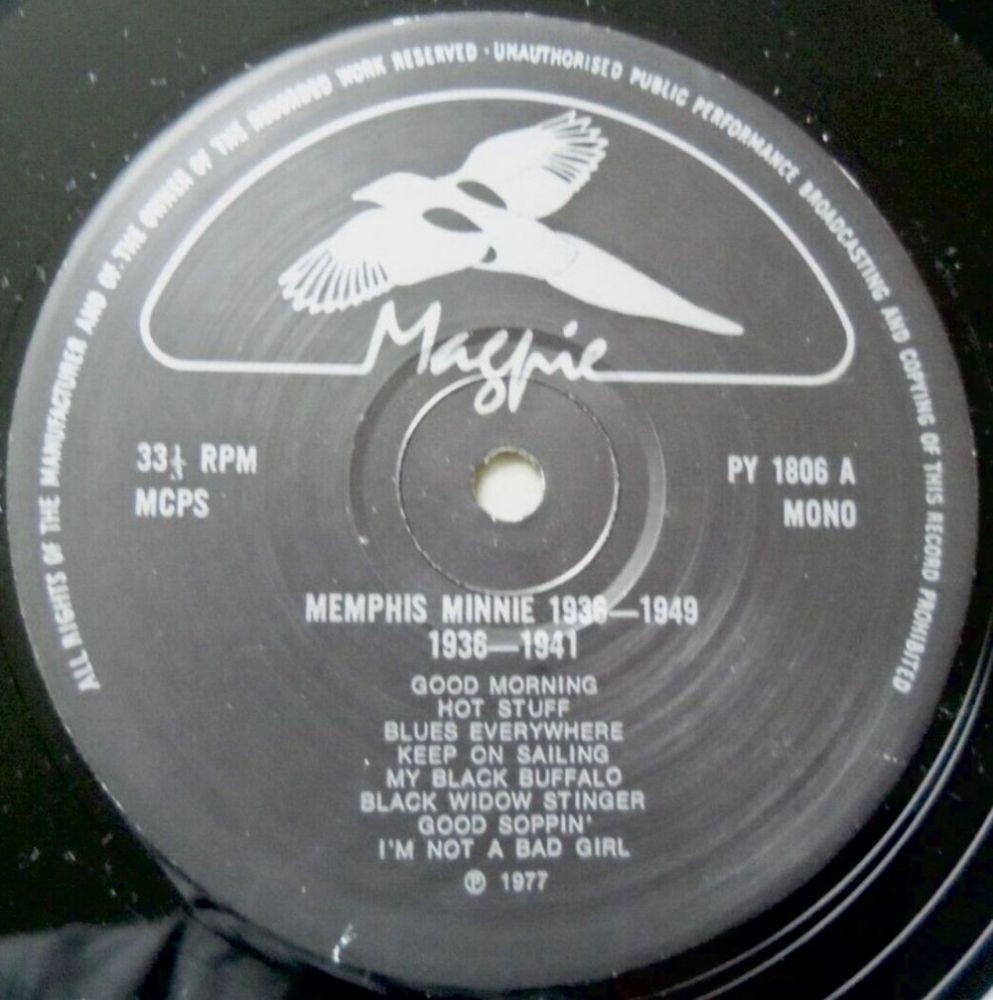 ALL RIGHTS OF THE MANUFACTURER AND OF THE OWNER OF THE RECORDED WORK RESERVED · UNAUTHORISED PUBLIC PERFORMANCE BROADCASTING AND COPYING OF THIS RECORD PROHIBITED
Magpie
33⅓ RPM
MCPS
PY 1806 A
MONO
MEMPHIS MINNIE 1936—1949
1936—1941
GOOD MORNING
HOT STUFF
BLUES EVERYWHERE
KEEP ON SAILING
MY BLACK BUFFALO
BLACK WIDOW STINGER
GOOD SOPPIN'
I'M NOT A BAD GIRL
℗ 1977